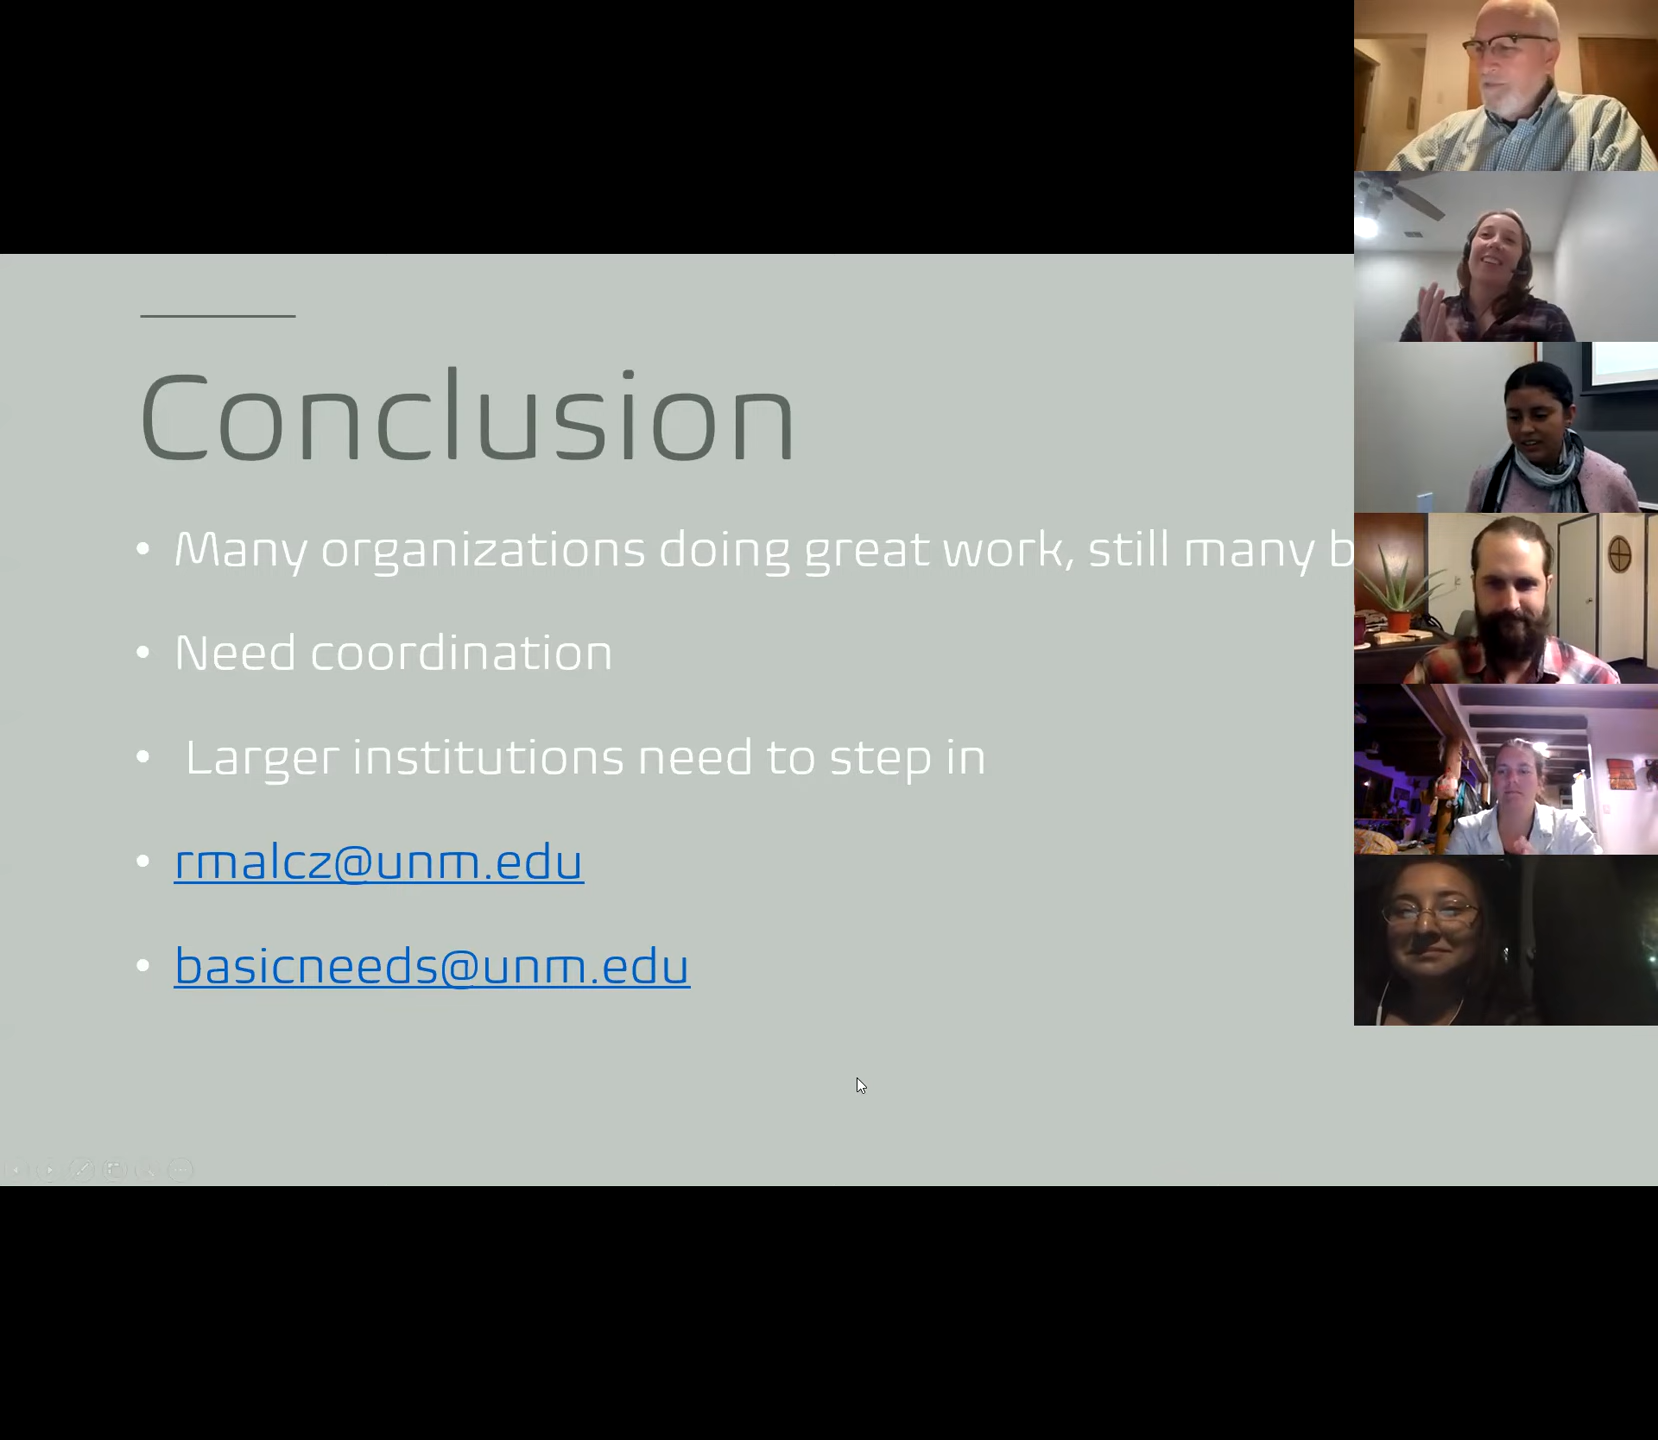 Conclusion
• Many organizations doing great work, still many
• Need coordination
• Larger institutions need to step in
• rmalcz@unm.edu
• basicneeds@unm.edu